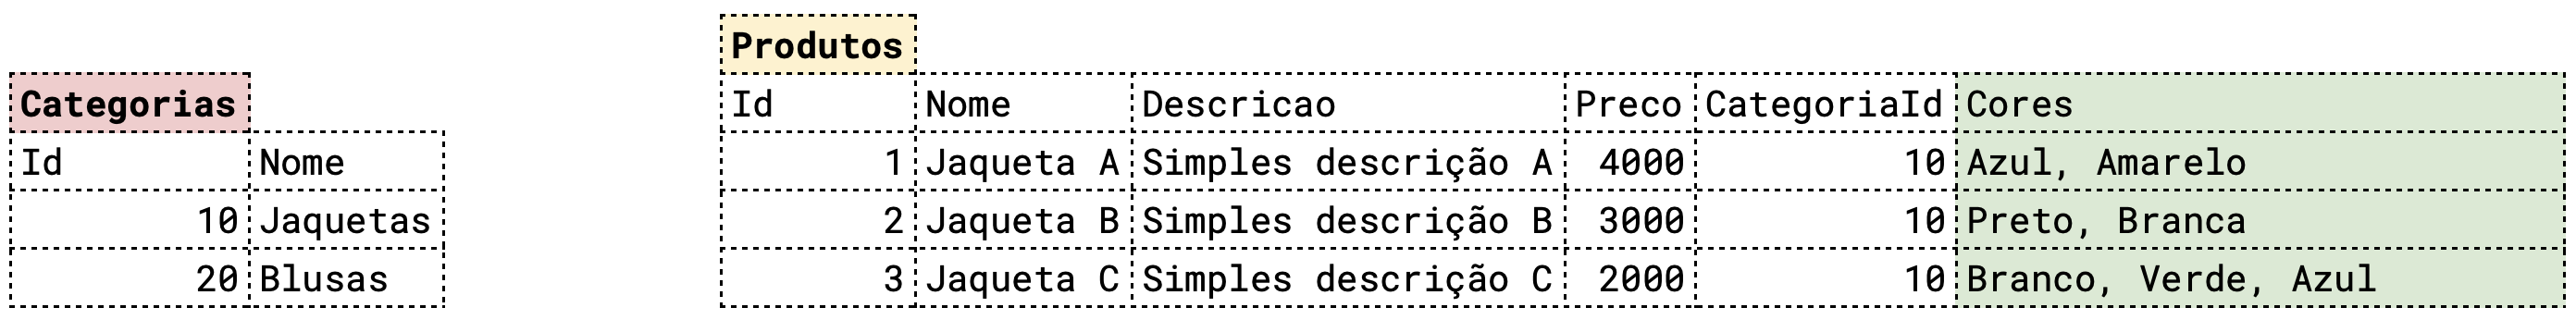 Categorias
Id Nome
10 Jaquetas
20 Blusas
Produtos
Id Nome Descricao Preco CategoriaId Cores
1 Jaqueta A Simples descrição A 4000 10 Azul, Amarelo
2 Jaqueta B Simples descrição B 3000 10 Preto, Branca
3 Jaqueta C Simples descrição C 2000 10 Branco, Verde, Azul